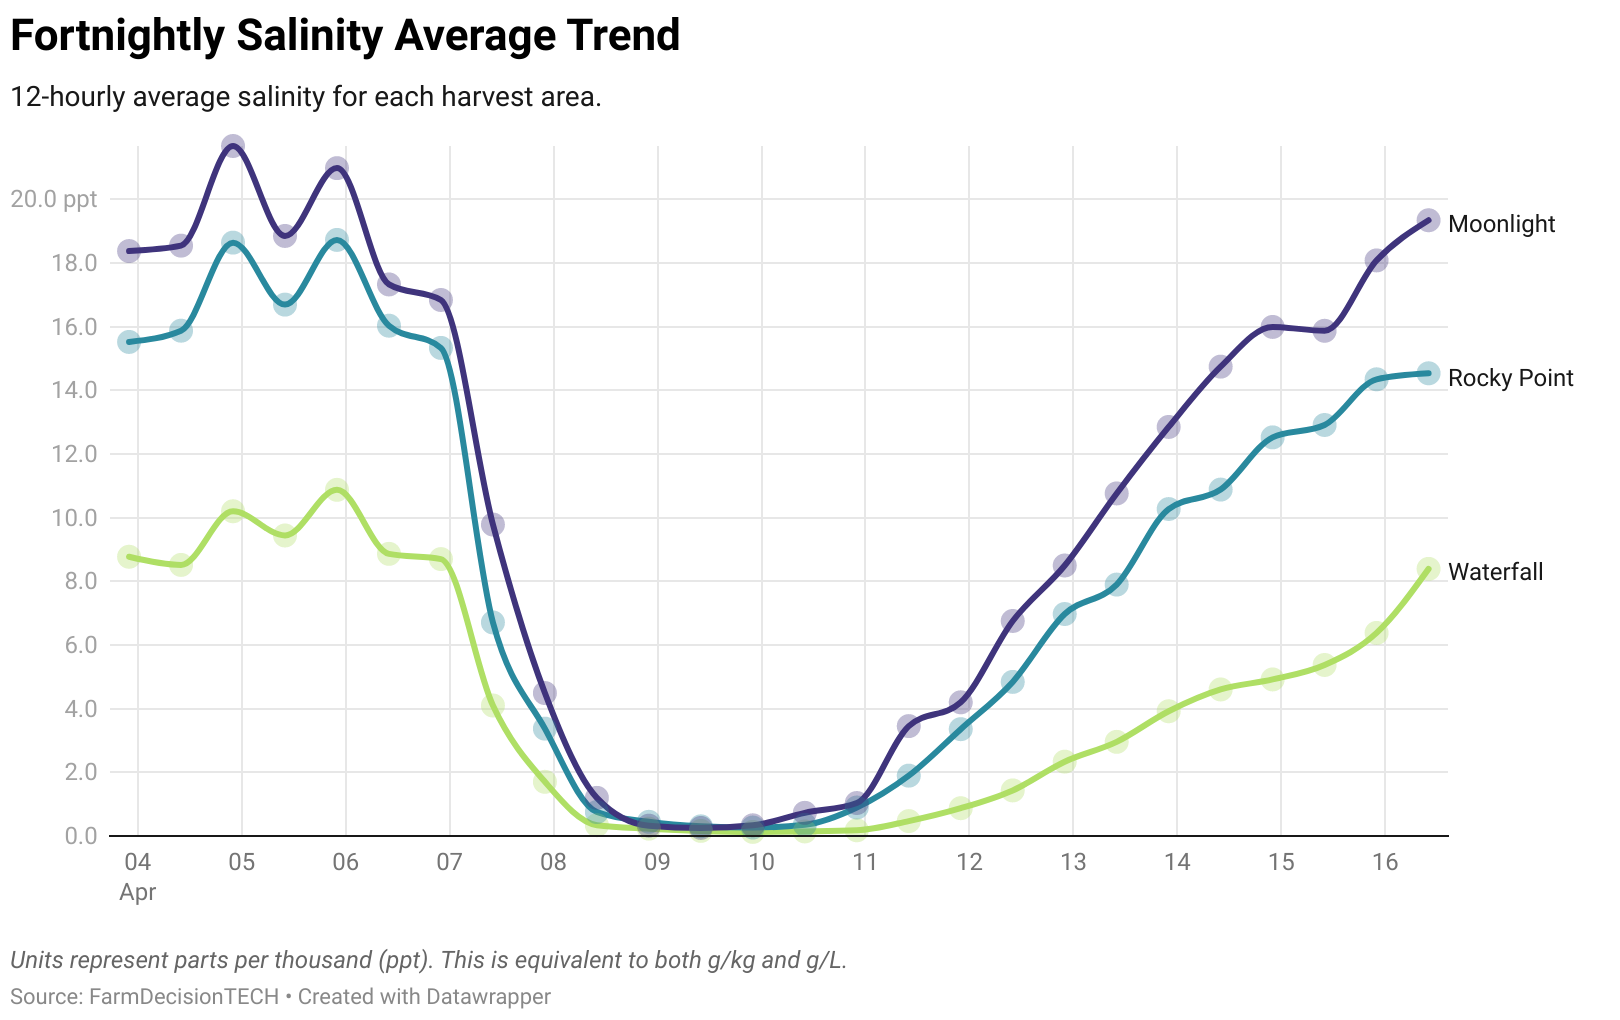 Fortnightly Salinity Average Trend
12-hourly average salinity for each harvest area.
20.0 ppt
18.0
16.0
14.0
12.0
10.0
8.0
6.0
4.0
2.0
0.0
Moonlight
Rocky Point
Waterfall
04 05 06 07 08 09 10 11 12 13 14 15 16
Apr
Units represent parts per thousand (ppt). This is equivalent to both g/kg and g/L.
Source: FarmDecisionTECH • Created with Datawrapper